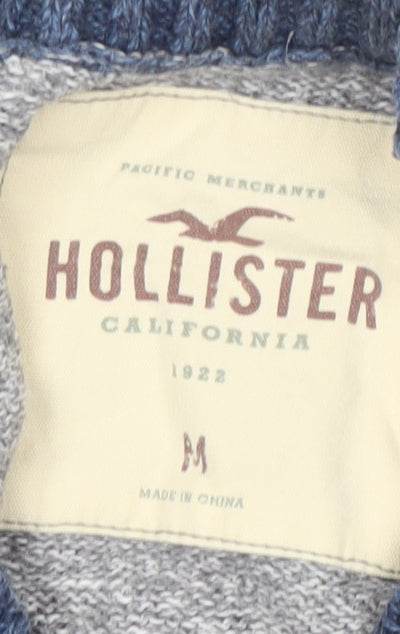 PACIFIC MERCHANTS
HOLLISTER
CALIFORNIA
1922
M
MADE IN CHINA